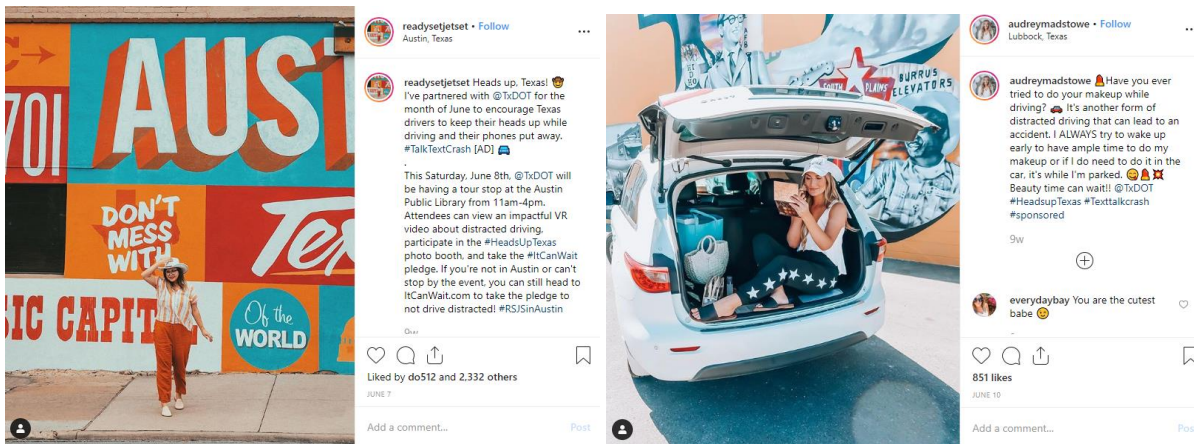 AUST
C
701
DON'T
MESS
WITH
Te
IC CAPIT
Of the
WORLD
readysetjetset • Follow
Austin, Texas
readysetjetset Heads up, Texas! 🤠
I've partnered with @TxDOT for the
month of June to encourage Texas
drivers to keep their heads up while
driving and their phones put away.
#TalkTextCrash [AD] 🚘
.
This Saturday, June 8th, @TxDOT will
be having a tour stop at the Austin
Public Library from 11am-4pm.
Attendees can view an impactful VR
video about distracted driving,
participate in the #HeadsUpTexas
photo booth, and take the #ItCanWait
pledge. If you're not in Austin or can't
stop by the event, you can still head to
ItCanWait.com to take the pledge to
not drive distracted! #RSJSinAustin
Liked by do512 and 2,332 others
JUNE 7
Add a comment...
Post
SOUTH PLAINS
BURRUS
ELEVATORS
audreymadstowe • Follow
Lubbock, Texas
audreymadstowe 💄Have you ever
tried to do your makeup while
driving? 🚗 It's another form of
distracted driving that can lead to an
accident. I ALWAYS try to wake up
early to have ample time to do my
makeup or if I do need to do it in the
car, it's while I'm parked. 😋💄💥
Beauty time can wait!! @TxDOT
#HeadsupTexas #Texttalkcrash
#sponsored
9w
everydaybay You are the cutest
babe 😉
851 likes
JUNE 10
Add a comment...
Pos